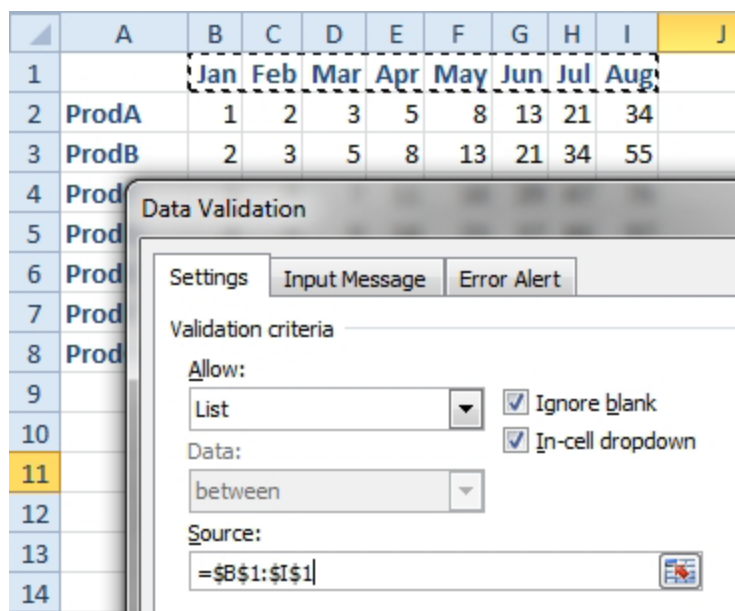 A B C D E F G H I J
1 Jan Feb Mar Apr May Jun Jul Aug
2 ProdA 1 2 3 5 8 13 21 34
3 ProdB 2 3 5 8 13 21 34 55
4 Prod
Data Validation
5 Prod
6 Prod Settings Input Message Error Alert
7 Prod
Validation criteria
8 Prod
Allow:
9 List Ignore blank
10 In-cell dropdown
Data:
11
between
12
Source:
13
=$B$1:$I$1
14